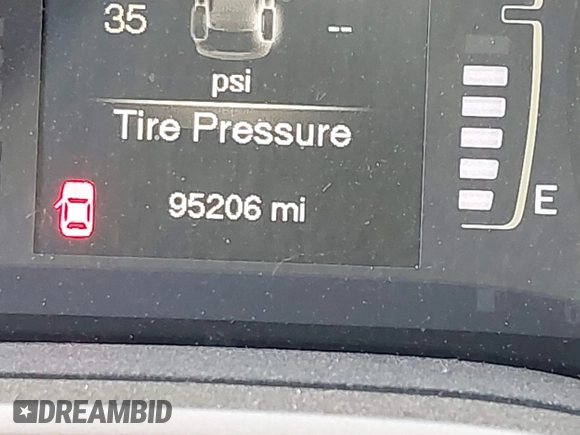 35 --
psi
Tire Pressure
95206 mi
E
DREAMBID